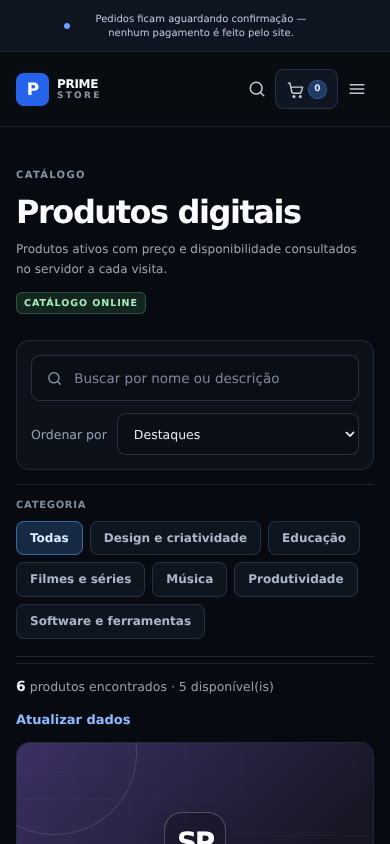 Pedidos ficam aguardando confirmação —
nenhum pagamento é feito pelo site.
P
PRIME
STORE
0
CATÁLOGO
Produtos digitais
Produtos ativos com preço e disponibilidade consultados
no servidor a cada visita.
CATÁLOGO ONLINE
Buscar por nome ou descrição
Ordenar por
Destaques
CATEGORIA
Todas
Design e criatividade
Educação
Filmes e séries
Música
Produtividade
Software e ferramentas
6 produtos encontrados · 5 disponível(is)
Atualizar dados
SP